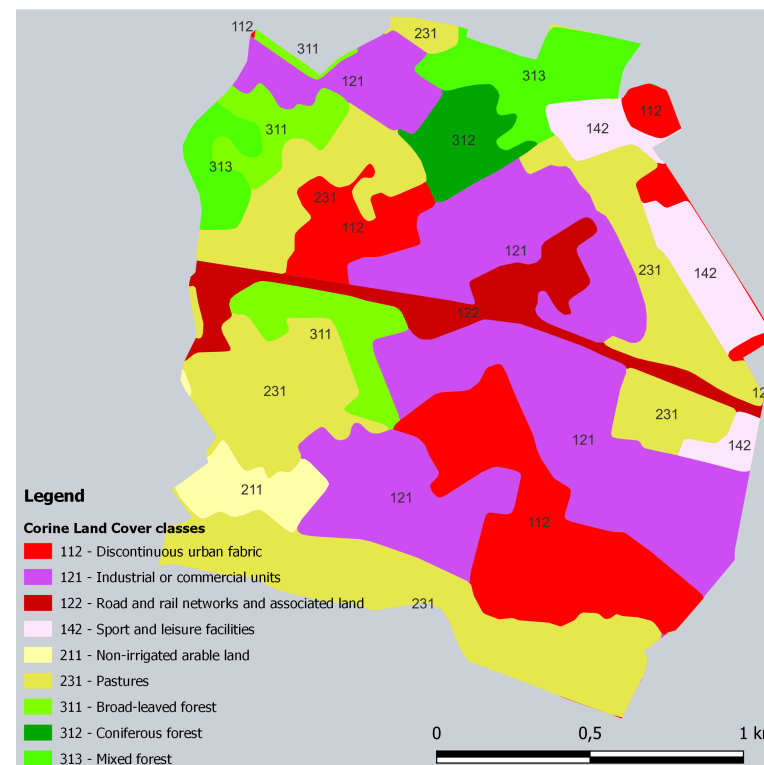 112
311
231
121
313
112
142
311
312
313
231
112
121
231
142
122
311
231
12
231
121
142
211
121
112
231
Legend
Corine Land Cover classes
112 - Discontinuous urban fabric
121 - Industrial or commercial units
122 - Road and rail networks and associated land
142 - Sport and leisure facilities
211 - Non-irrigated arable land
231 - Pastures
311 - Broad-leaved forest
312 - Coniferous forest
313 - Mixed forest
0 0,5 1 km